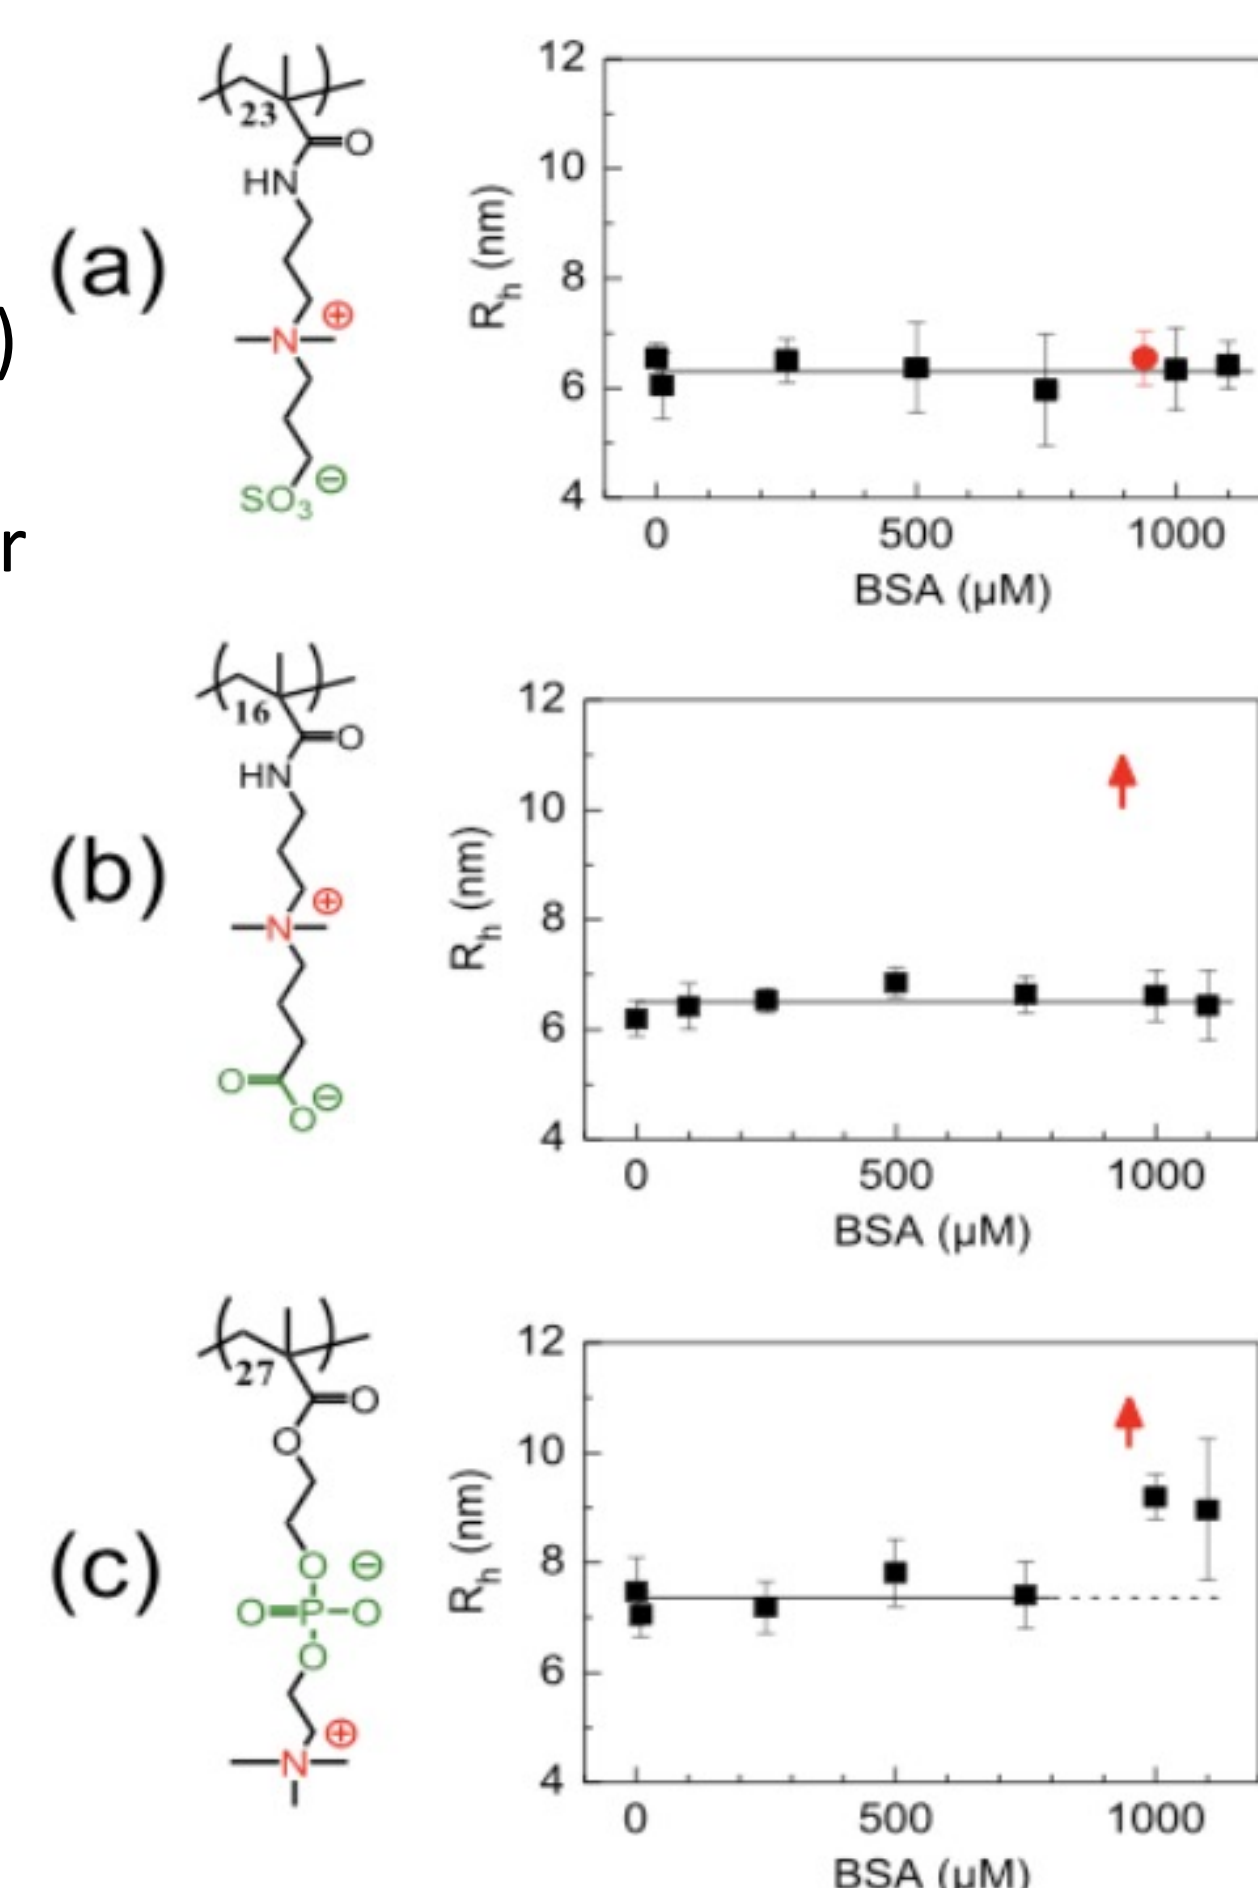 )
r
(a)
23
O
HN
N
⊕
SO3
⊖
12
10
8
6
4
Rh (nm)
0 500 1000
BSA (μM)
(b)
16
O
HN
N
⊕
O
O
⊖
12
10
8
6
4
Rh (nm)
0 500 1000
BSA (μM)
(c)
27
O
O
O
⊖
O=P-O
O
⊕
N
12
10
8
6
4
Rh (nm)
0 500 1000
BSA (μM)